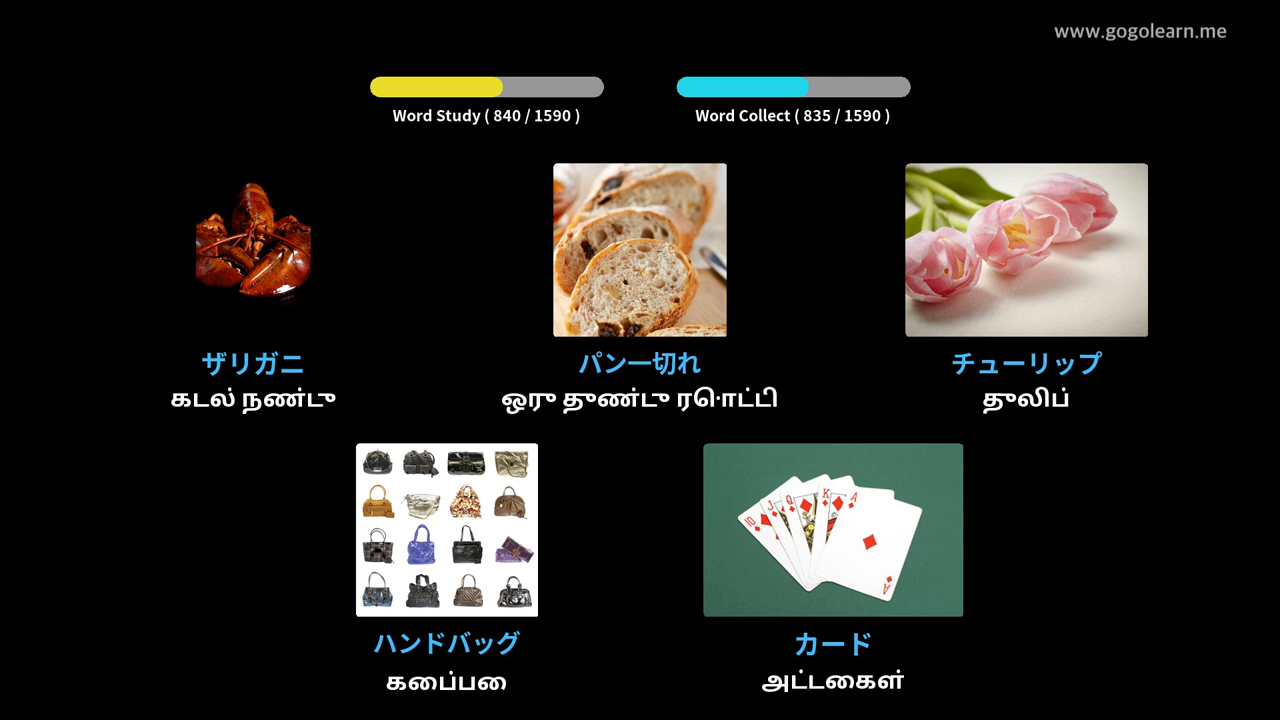 www.gogolearn.me
Word Study ( 840 / 1590 )
Word Collect ( 835 / 1590 )
ザリガニ
கடல் நண்டு
パン一切れ
ஒரு துண்டு ரொட்டி
チューリップ
துலிப்
ハンドバッグ
கைப்பை
カード
அட்டைகள்